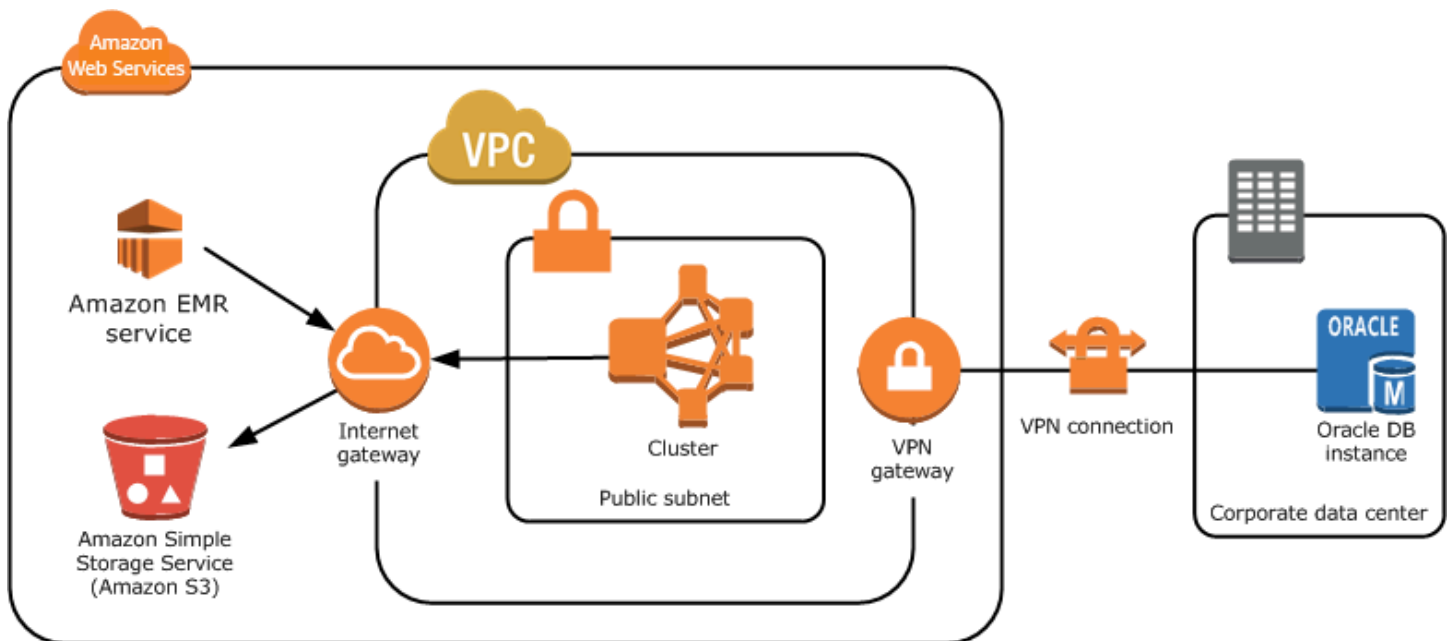 Amazon
Web Services
VPC
Amazon EMR
service
Internet
gateway
Cluster
Public subnet
VPN
gateway
VPN connection
ORACLE
M
Oracle DB
instance
Corporate data center
Amazon Simple
Storage Service
(Amazon S3)